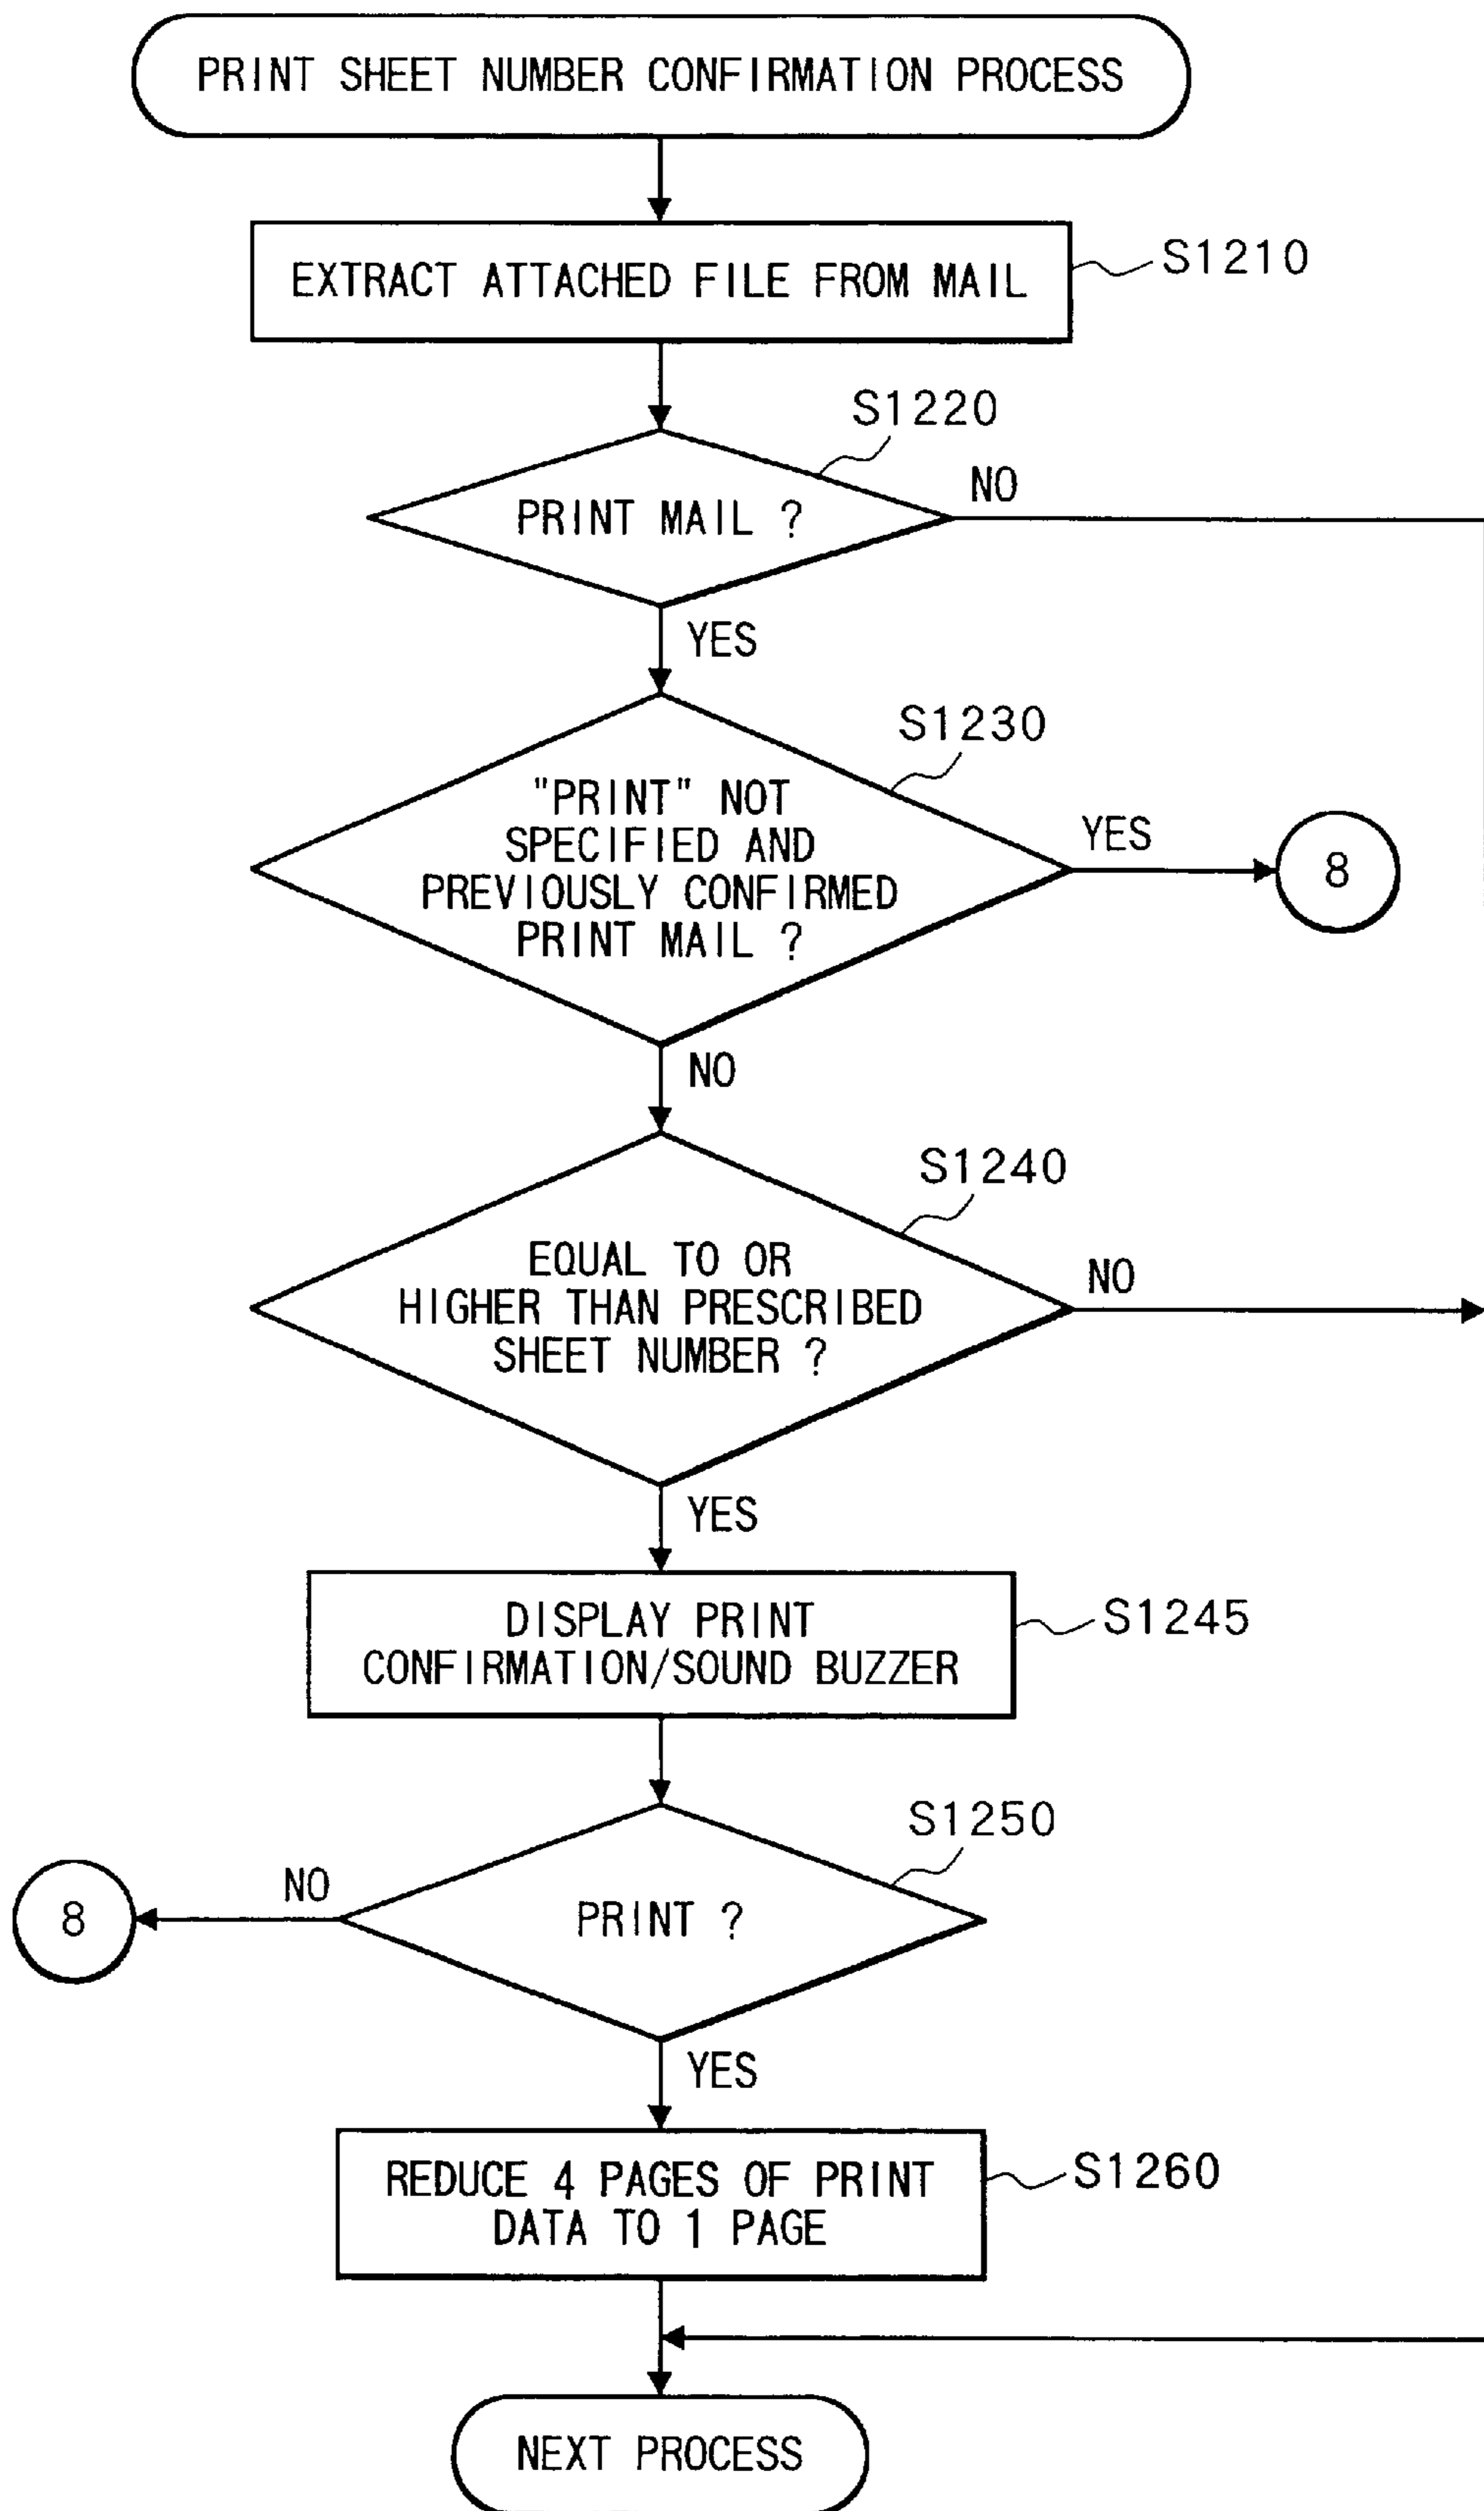 PRINT SHEET NUMBER CONFIRMATION PROCESS
EXTRACT ATTACHED FILE FROM MAIL
S1210
S1220
PRINT MAIL ?
NO
YES
S1230
"PRINT" NOT
SPECIFIED AND
PREVIOUSLY CONFIRMED
PRINT MAIL ?
YES
8
NO
S1240
EQUAL TO OR
HIGHER THAN PRESCRIBED
SHEET NUMBER ?
NO
YES
DISPLAY PRINT
CONFIRMATION/SOUND BUZZER
S1245
S1250
PRINT ?
NO
8
YES
REDUCE 4 PAGES OF PRINT
DATA TO 1 PAGE
S1260
NEXT PROCESS